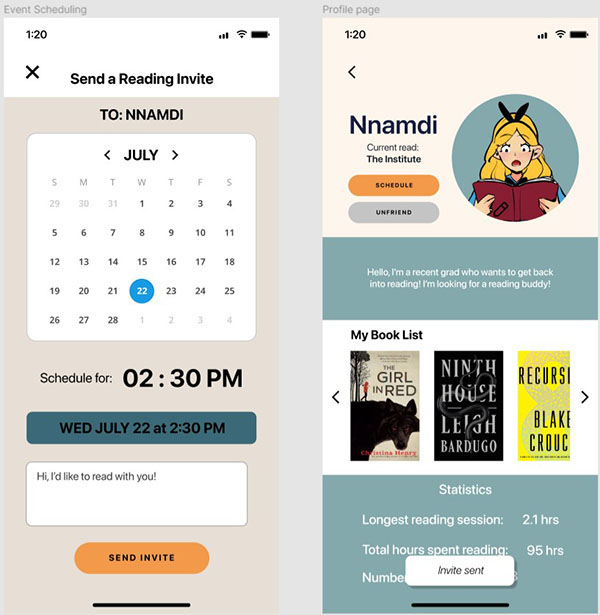 Event Scheduling
1:20
Send a Reading Invite
TO: NNAMDI
JULY
S M T W T F S
29 30 31 1 2 3 4
5 6 7 8 9 10 11
12 13 14 15 16 17 18
19 20 21 22 23 24 25
26 27 28 1 2 3 4
Schedule for: 02 : 30 PM
WED JULY 22 at 2:30 PM
Hi, I'd like to read with you!
SEND INVITE
Profile page
1:20
Nnamdi
Current read:
The Institute
SCHEDULE
UNFRIEND
Hello, I'm a recent grad who wants to get back
into reading! I'm looking for a reading buddy!
My Book List
THE
GIRL
IN RED
Christina Henry
NINTH
HOUSE
LEIGH
BARDUGO
RECURSI
BLAKE
CROUC
Statistics
Longest reading session: 2.1 hrs
Total hours spent reading: 95 hrs
Number
Invite sent